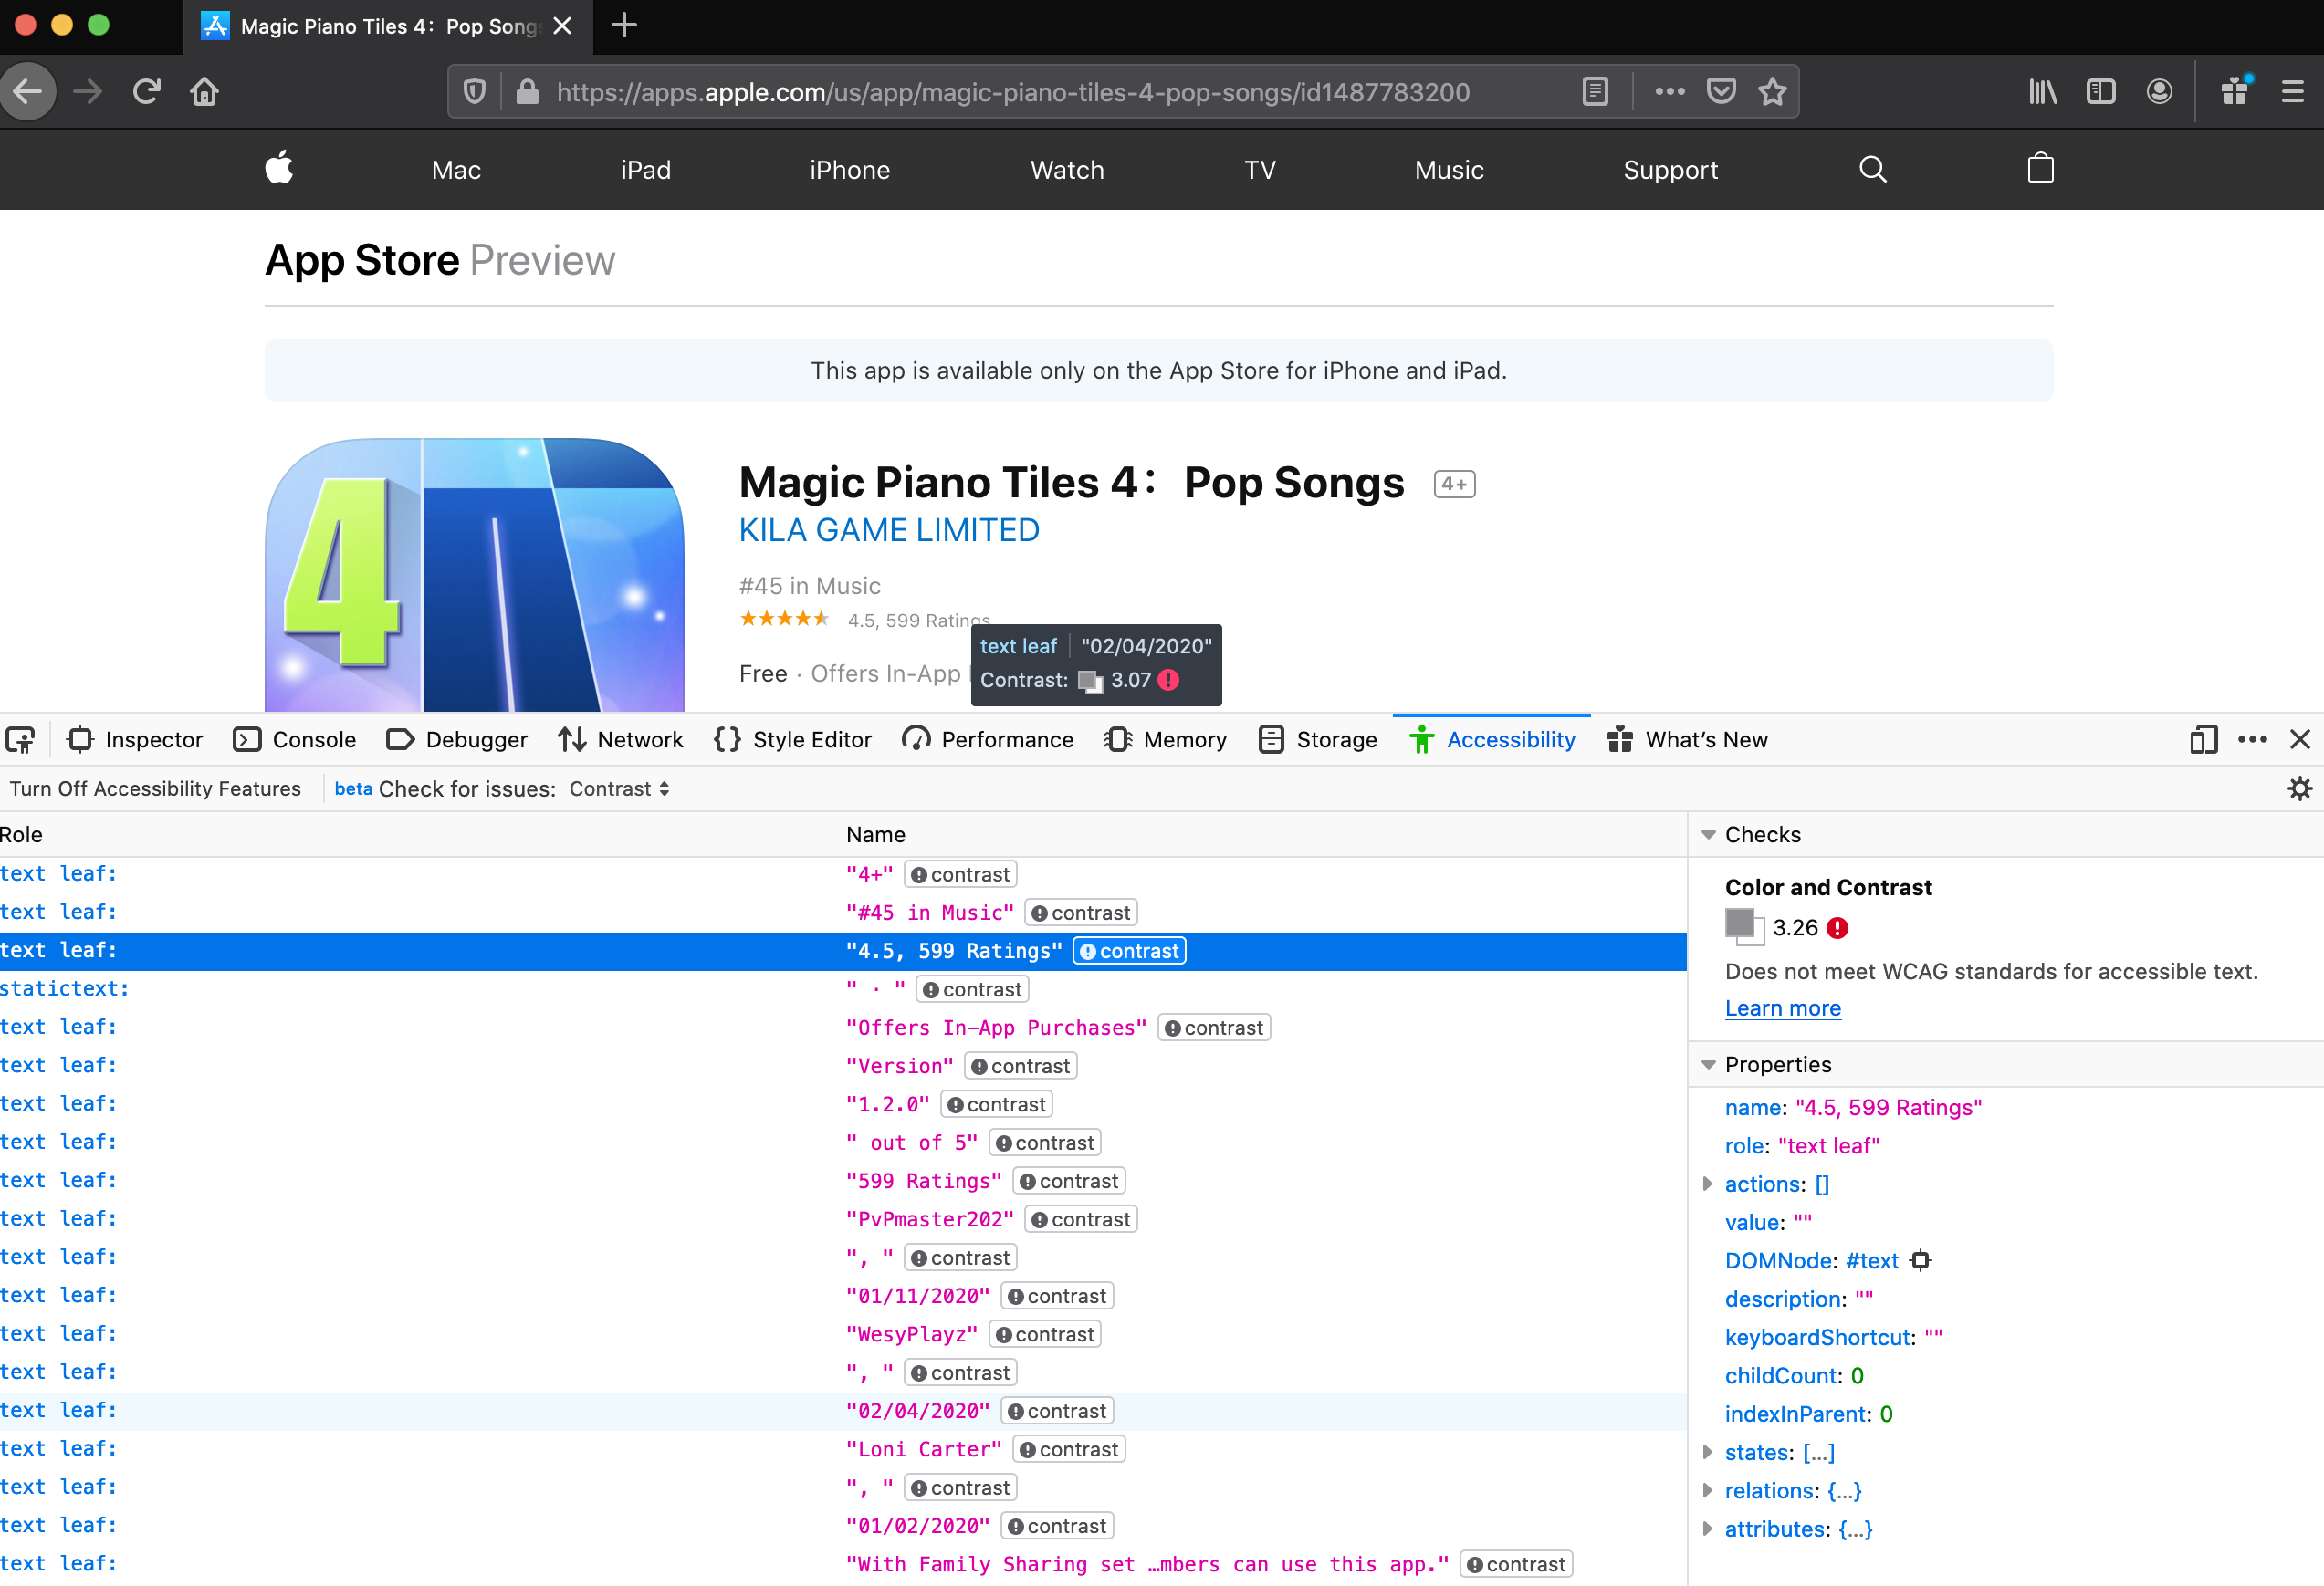 Magic Piano Tiles 4: Pop Song
https://apps.apple.com/us/app/magic-piano-tiles-4-pop-songs/id1487783200
Mac iPad iPhone Watch TV Music Support
App Store Preview
This app is available only on the App Store for iPhone and iPad.
4
Magic Piano Tiles 4: Pop Songs 4+
KILA GAME LIMITED
#45 in Music
4.5, 599 Ratings
text leaf "02/04/2020"
Free · Offers In-App
Contrast: 3.07
Inspector Console Debugger Network Style Editor Performance Memory Storage Accessibility What's New
Turn Off Accessibility Features beta Check for issues: Contrast
Role Name Checks
text leaf: "4+" contrast
Color and Contrast
text leaf: "#45 in Music" contrast
3.26
text leaf: "4.5, 599 Ratings" contrast
Does not meet WCAG standards for accessible text.
statictext: " · " contrast
Learn more
text leaf: "Offers In-App Purchases" contrast
text leaf: "Version" contrast
Properties
text leaf: "1.2.0" contrast
name: "4.5, 599 Ratings"
text leaf: " out of 5" contrast
role: "text leaf"
text leaf: "599 Ratings" contrast
actions: []
text leaf: "PvPmaster202" contrast
value: ""
text leaf: ", " contrast
DOMNode: #text
text leaf: "01/11/2020" contrast
description: ""
text leaf: "WesyPlayz" contrast
keyboardShortcut: ""
text leaf: ", " contrast
childCount: 0
text leaf: "02/04/2020" contrast
indexInParent: 0
text leaf: "Loni Carter" contrast
states: [...]
text leaf: ", " contrast
relations: {...}
text leaf: "01/02/2020" contrast
attributes: {...}
text leaf: "With Family Sharing set …mbers can use this app." contrast